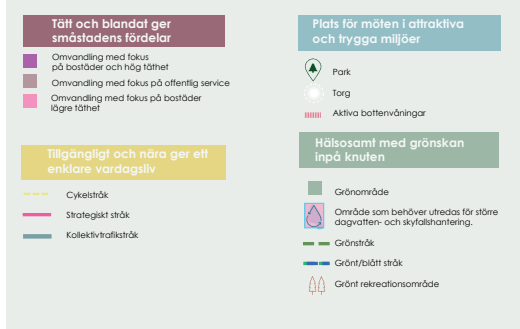 Tätt och blandat ger
småstadens fördelar
Omvandling med fokus
på bostäder och hög täthet
Omvandling med fokus på offentlig service
Omvandling med fokus på bostäder
lägre täthet
Tillgängligt och nära ger ett
enklare vardagsliv
Cykelstråk
Strategiskt stråk
Kollektivtrafikstråk
Plats för möten i attraktiva
och trygga miljöer
Park
Torg
Aktiva bottenvåningar
Hälsosamt med grönskan
inpå knuten
Grönområde
Område som behöver utredas för större
dagvatten- och skyfallshantering.
Grönstråk
Grönt/blått stråk
Grönt rekreationsområde